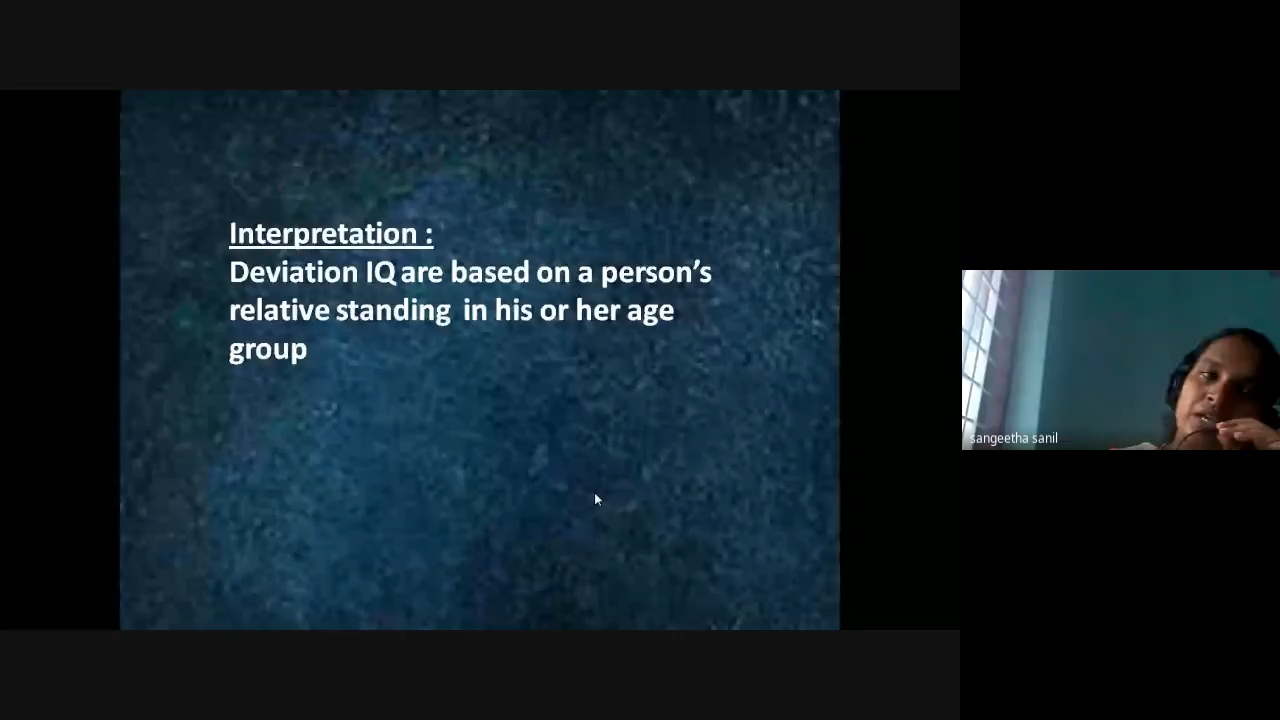 Interpretation :
Deviation IQ are based on a person's
relative standing in his or her age
group
sangeetha sanil